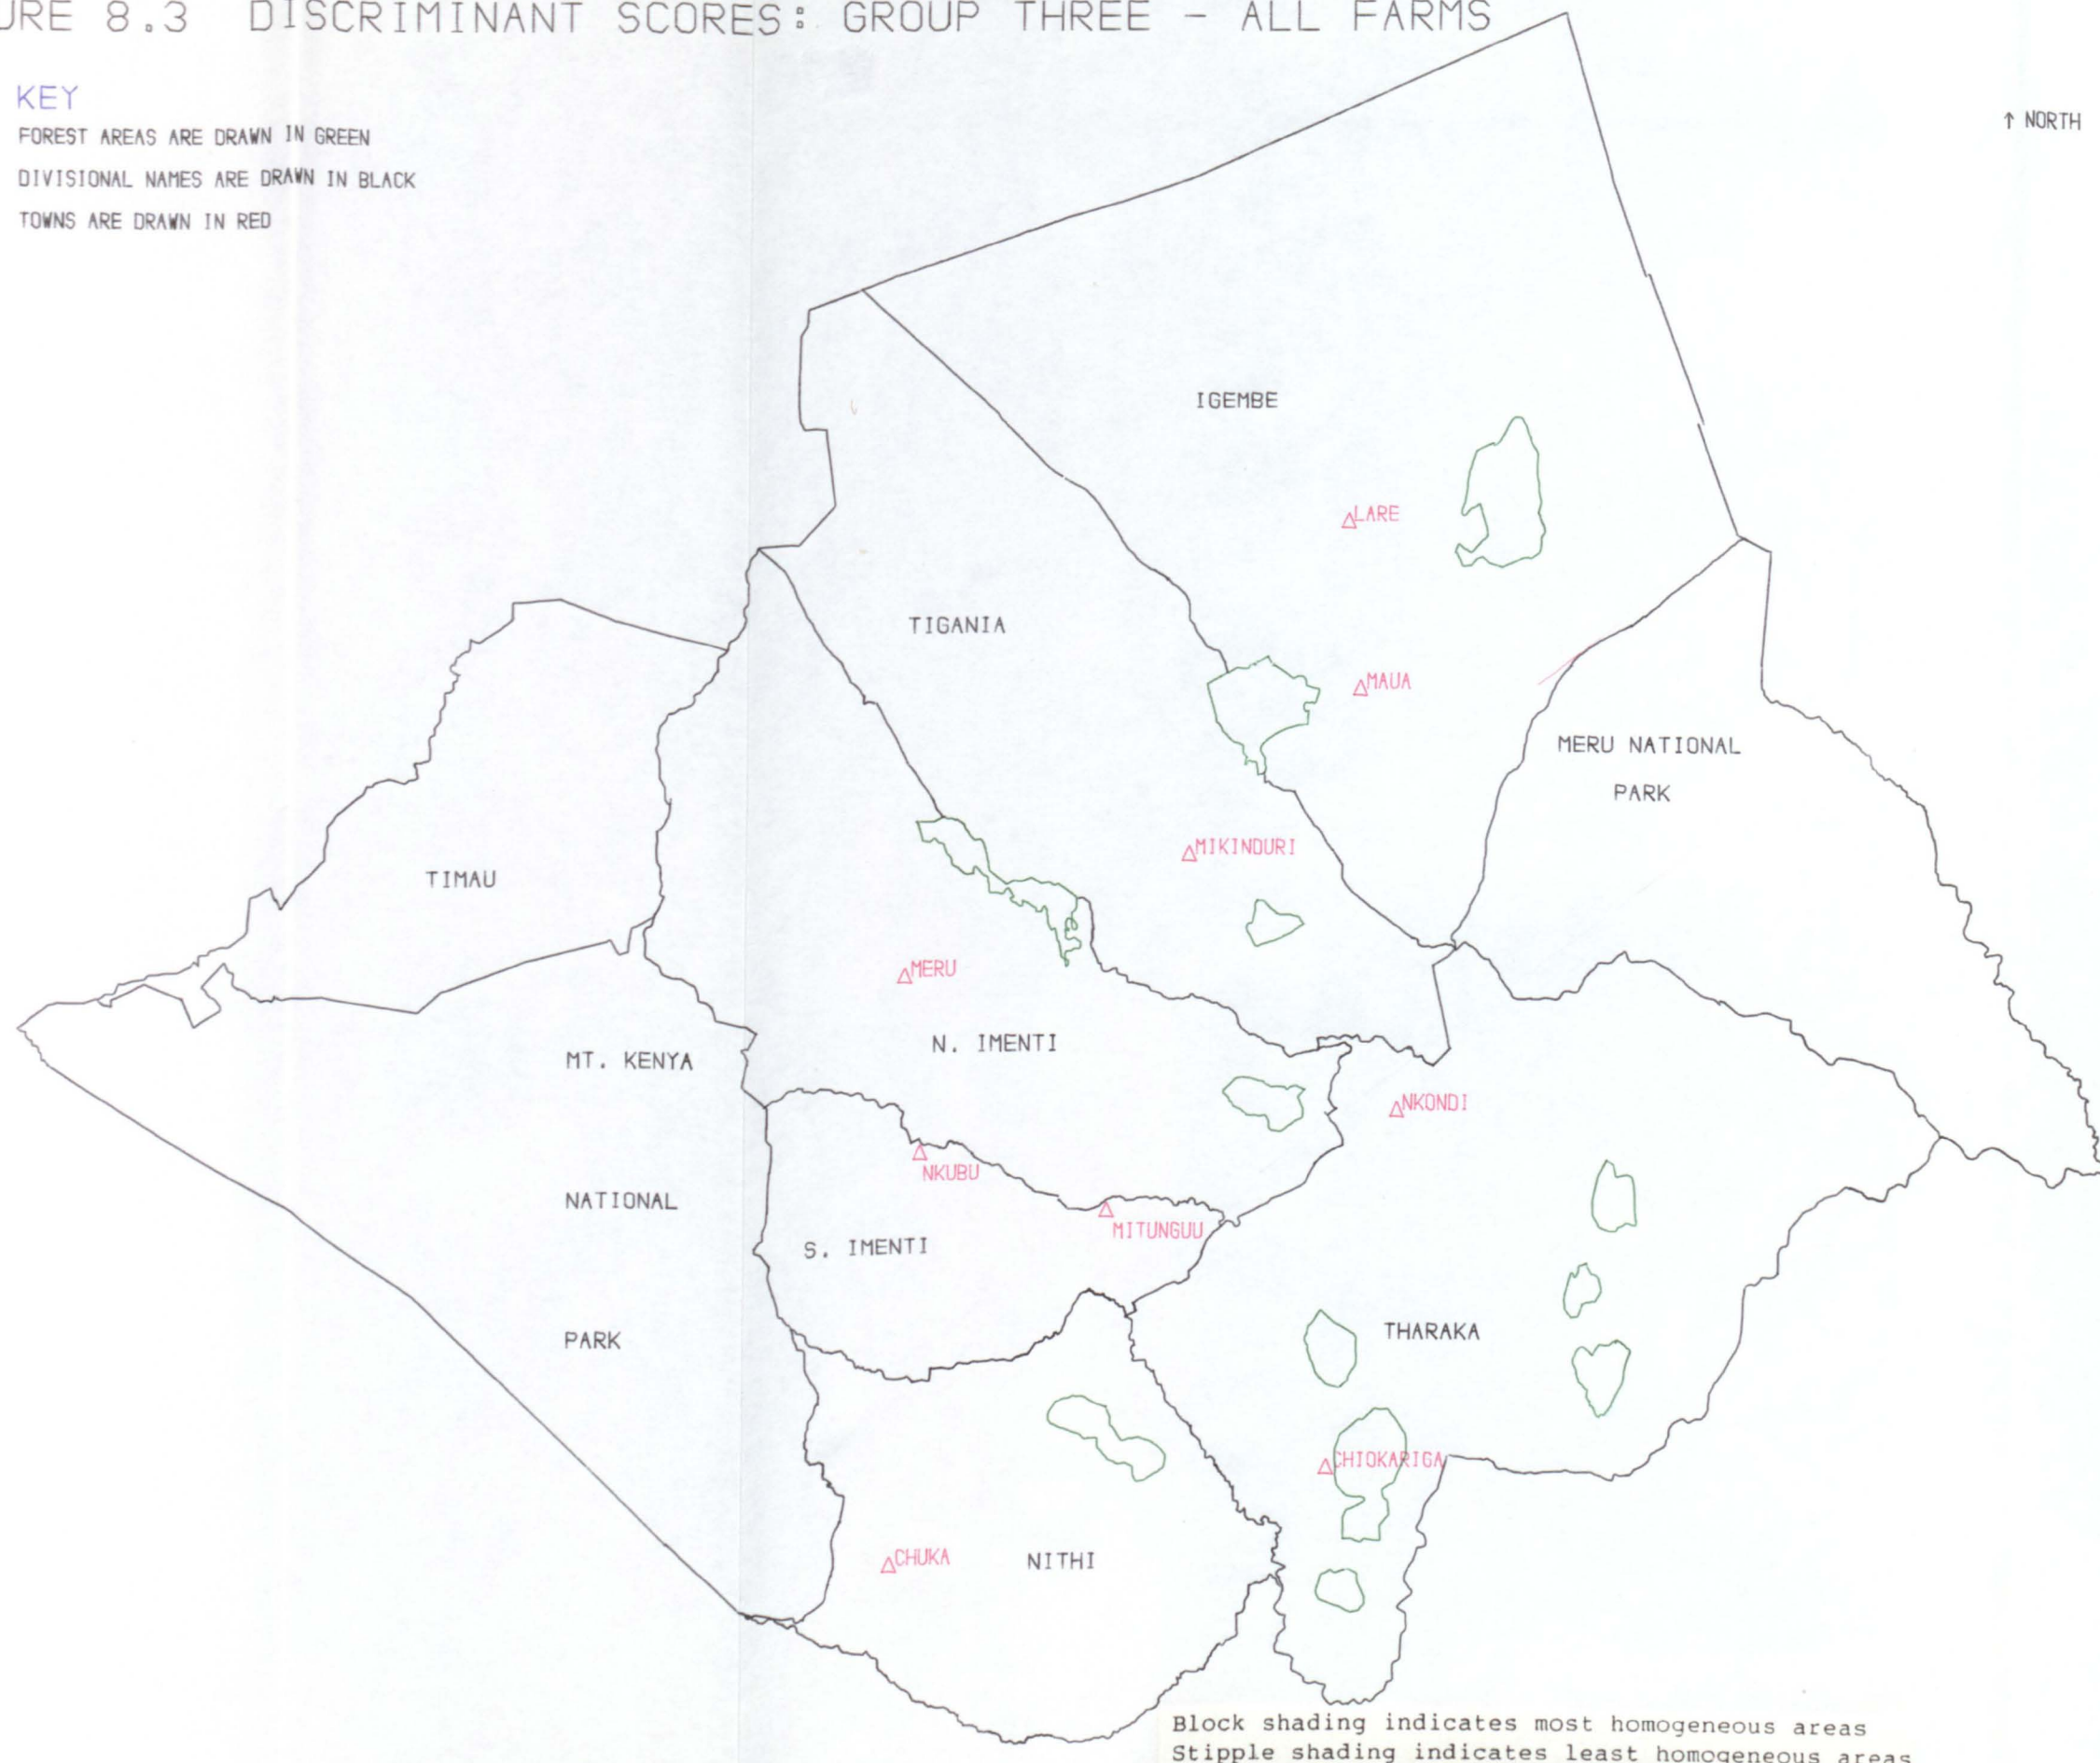 URE 8.3 DISCRIMINANT SCORES: GROUP THREE - ALL FARMS
KEY
FOREST AREAS ARE DRAWN IN GREEN
DIVISIONAL NAMES ARE DRAWN IN BLACK
TOWNS ARE DRAWN IN RED
↑ NORTH
IGEMBE
LARE
TIGANIA
MAUA
MERU NATIONAL
PARK
MIKINDURI
TIMAU
MERU
N. IMENTI
MT. KENYA
NATIONAL
PARK
NKONDI
NKUBU
MITUNGUU
S. IMENTI
THARAKA
CHIOKARIGA
CHUKA
NITHI
Block shading indicates most homogeneous areas
Stipple shading indicates least homogeneous areas